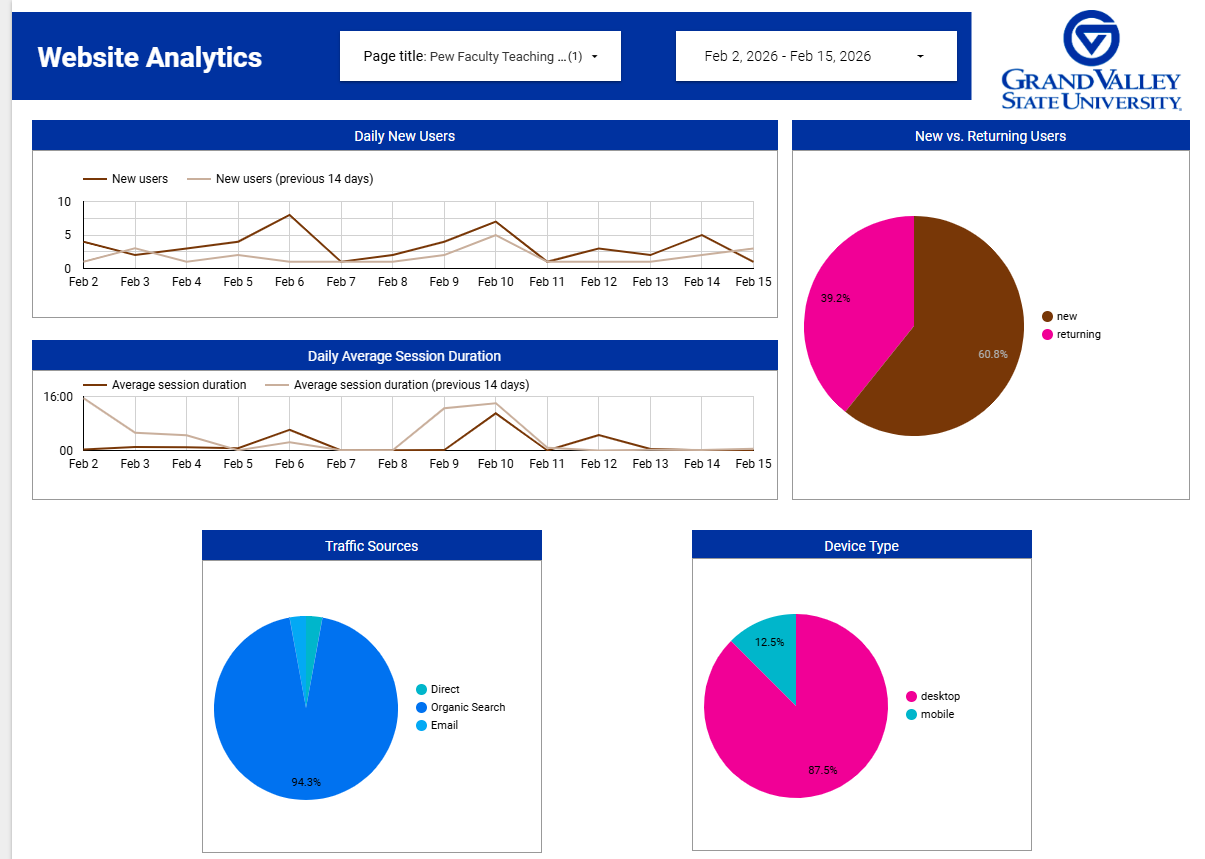 Website Analytics
Page title: Pew Faculty Teaching ... (1)
Feb 2, 2026 - Feb 15, 2026
GRAND VALLEY
STATE UNIVERSITY.
Daily New Users
New users
New users (previous 14 days)
10
5
0
Feb 2 Feb 3 Feb 4 Feb 5 Feb 6 Feb 7 Feb 8 Feb 9 Feb 10 Feb 11 Feb 12 Feb 13 Feb 14 Feb 15
New vs. Returning Users
39.2%
60.8%
new
returning
Daily Average Session Duration
Average session duration
Average session duration (previous 14 days)
16:00
00
Feb 2 Feb 3 Feb 4 Feb 5 Feb 6 Feb 7 Feb 8 Feb 9 Feb 10 Feb 11 Feb 12 Feb 13 Feb 14 Feb 15
Traffic Sources
94.3%
Direct
Organic Search
Email
Device Type
12.5%
87.5%
desktop
mobile